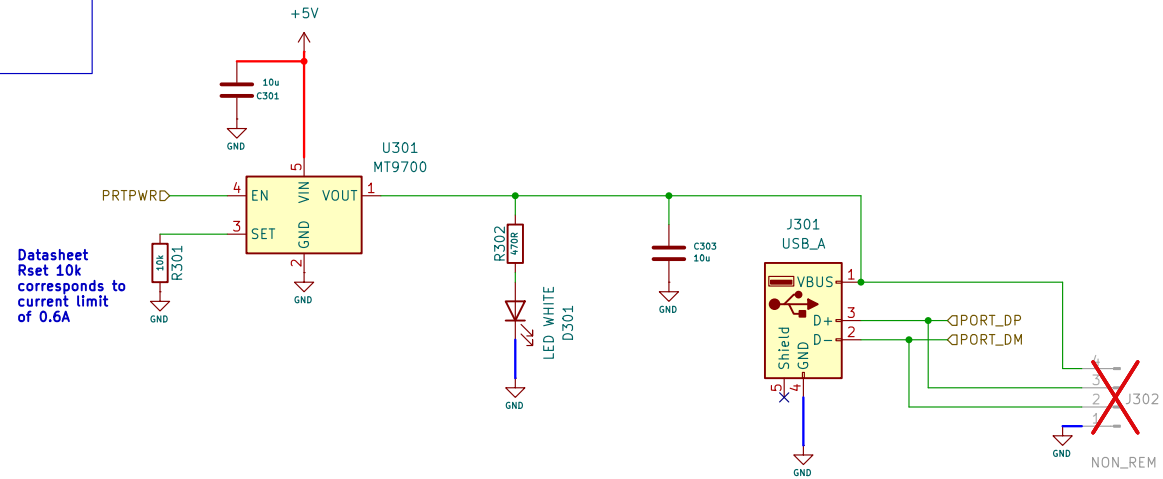 +5V
10u
C301
GND
U301
MT9700
5
PRTPWR
4
EN
VIN
VOUT
1
3
SET
GND
2
GND
10k
R301
GND
Datasheet
Rset 10k
corresponds to
current limit
of 0.6A
R302
470R
LED WHITE
D301
GND
C303
10u
GND
J301
USB_A
VBUS
1
D+
3
D-
2
Shield
GND
5
4
GND
PORT_DP
PORT_DM
4
3
2
1
J302
GND
NON_REM